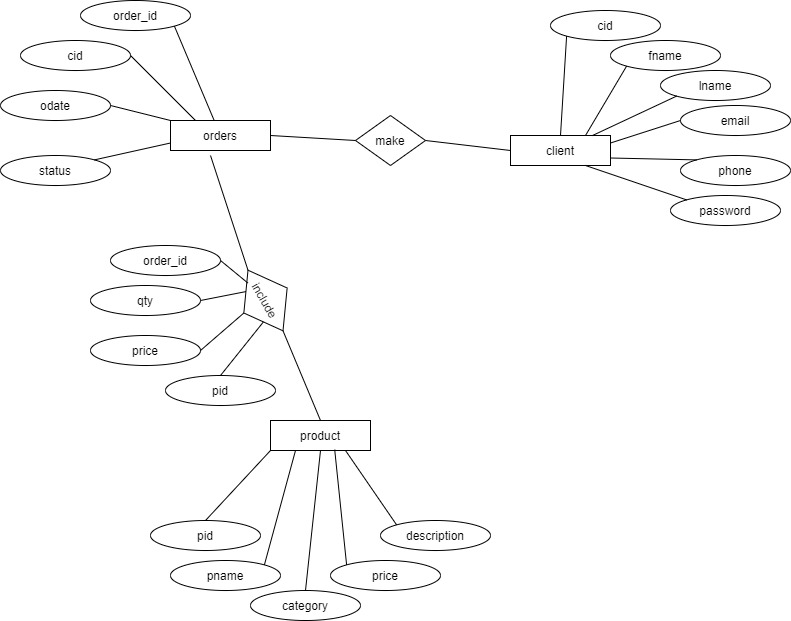 order_id
cid
odate
status
orders
make
cid
fname
lname
email
client
phone
password
order_id
qty
include
price
pid
product
pid
pname
category
price
description